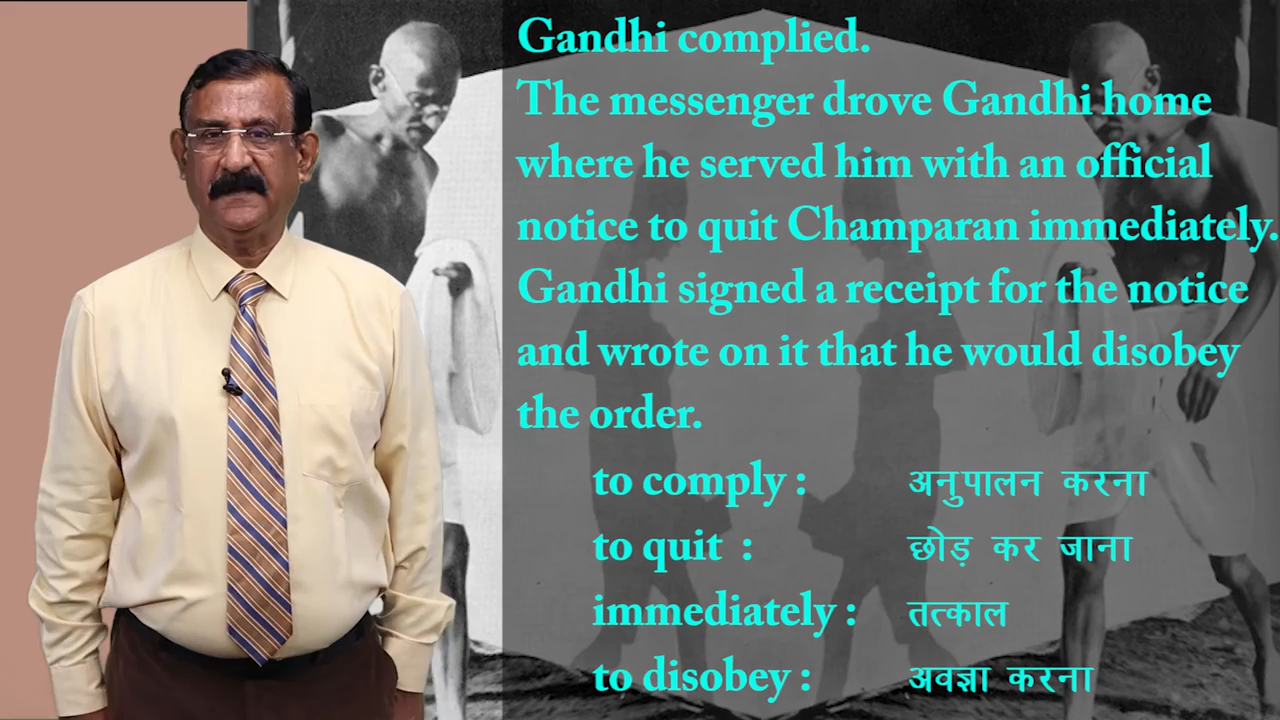 Gandhi complied.
The messenger drove Gandhi home
where he served him with an official
notice to quit Champaran immediately.
Gandhi signed a receipt for the notice
and wrote on it that he would disobey
the order.
to comply : अनुपालन करना
to quit : छोड़ कर जाना
immediately : तत्काल
to disobey : अवज्ञा करना